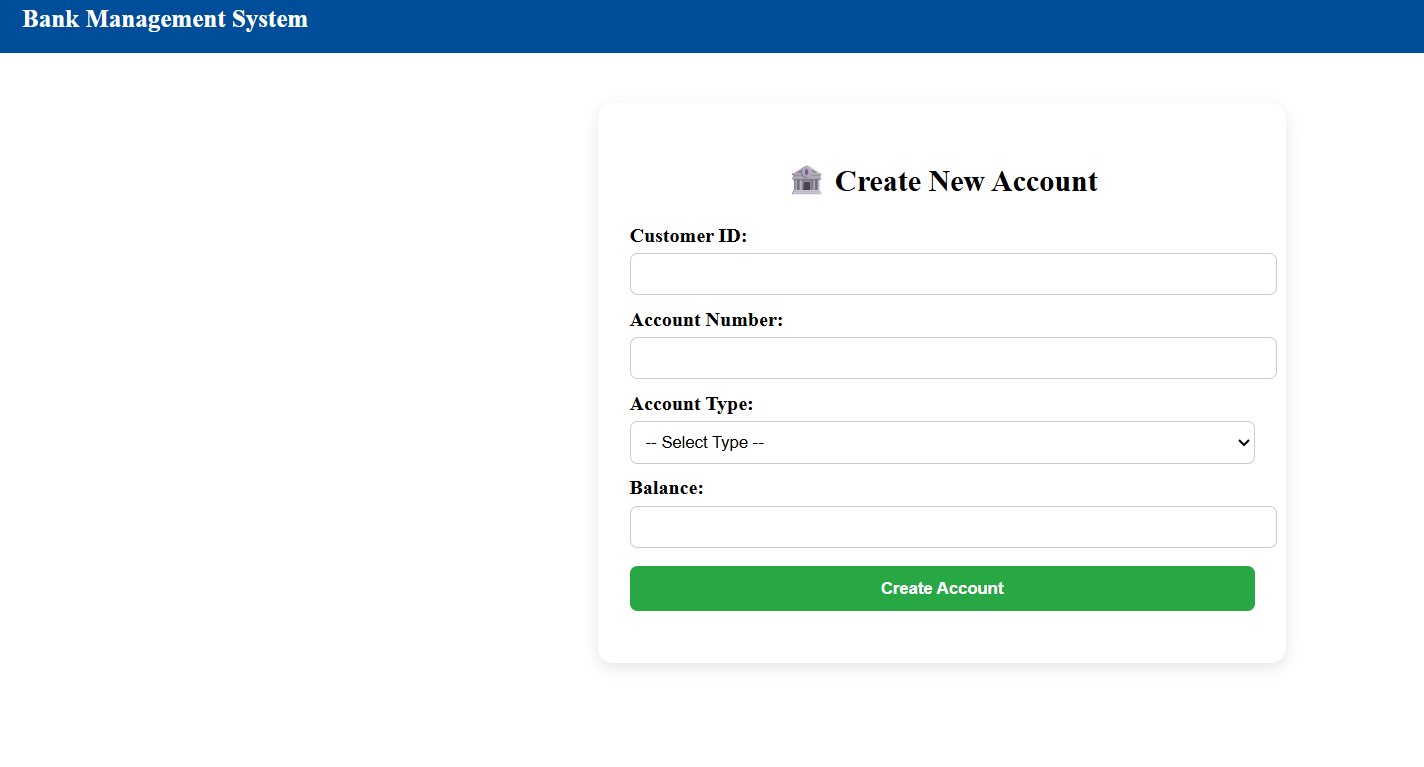 Bank Management System
Create New Account
Customer ID:
Account Number:
Account Type:
-- Select Type --
Balance:
Create Account